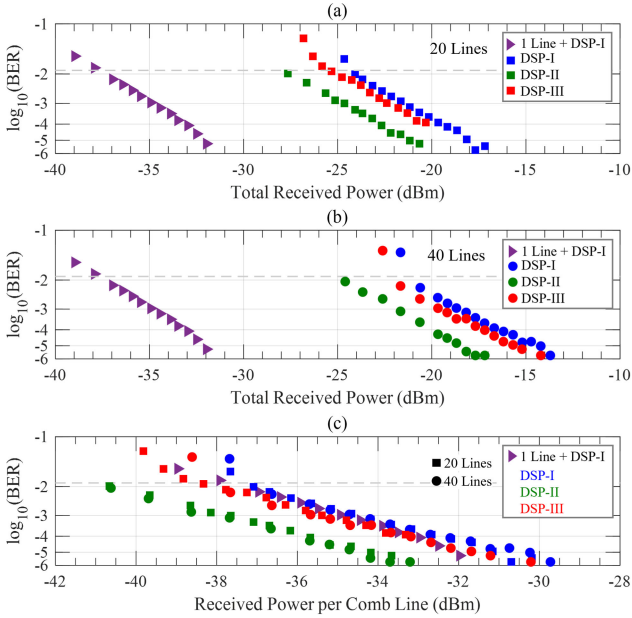 (a)
-1
-2
-3
-4
-5
-6
log10(BER)
20 Lines
1 Line + DSP-I
DSP-I
DSP-II
DSP-III
-40 -35 -30 -25 -20 -15 -10
Total Received Power (dBm)
(b)
-1
-2
-3
-4
-5
-6
log10(BER)
40 Lines
1 Line + DSP-I
DSP-I
DSP-II
DSP-III
-40 -35 -30 -25 -20 -15 -10
Total Received Power (dBm)
(c)
-1
-2
-3
-4
-5
-6
log10(BER)
20 Lines
40 Lines
1 Line + DSP-I
DSP-I
DSP-II
DSP-III
-42 -40 -38 -36 -34 -32 -30 -28
Received Power per Comb Line (dBm)